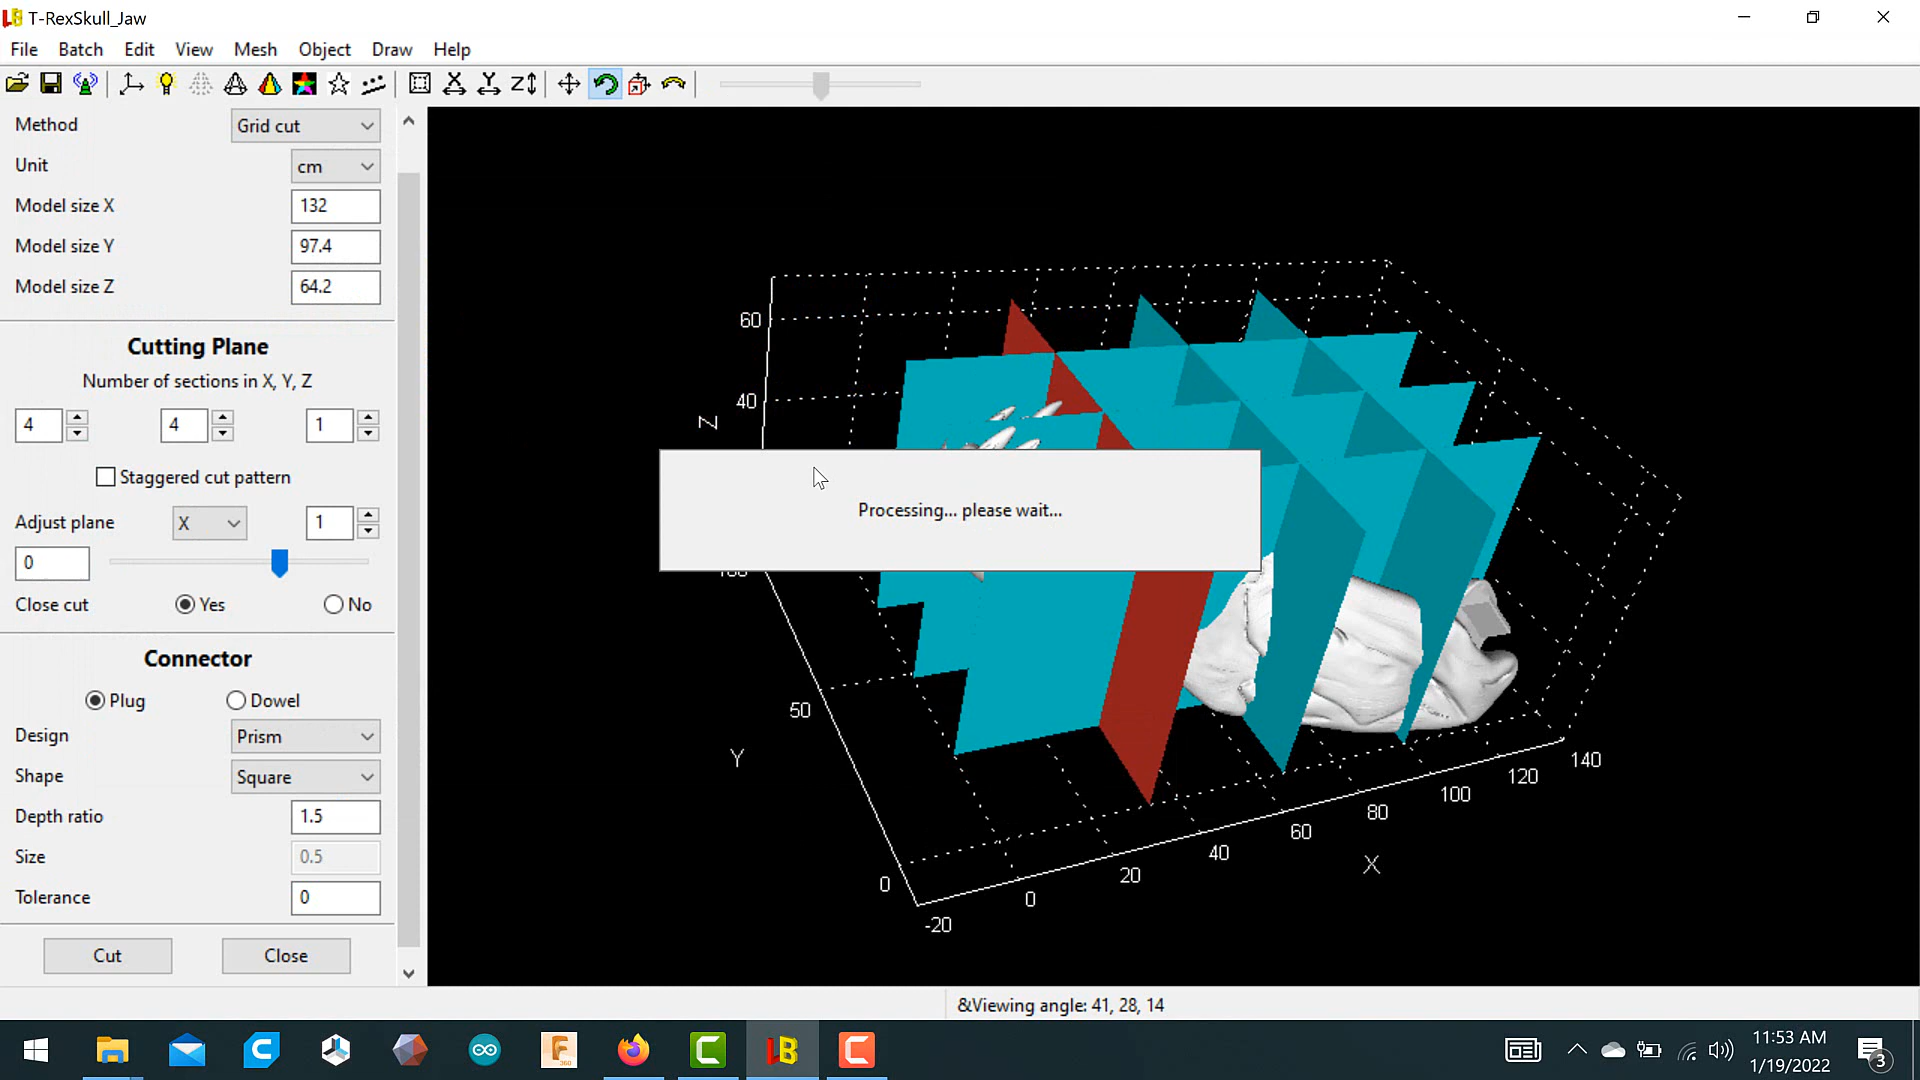 T-RexSkull_Jaw
File Batch Edit View Mesh Object Draw Help
Method Grid cut
Unit cm
Model size X 132
Model size Y 97.4
Model size Z 64.2
Cutting Plane
Number of sections in X, Y, Z
4 4 1
Staggered cut pattern
Adjust plane X 1
0
Close cut Yes No
Connector
Plug Dowel
Design Prism
Shape Square
Depth ratio 1.5
Size 0.5
Tolerance 0
Cut Close
60
40
Z
Processing... please wait...
50
Y
0
-20
0
20
40
60
80
100
120
140
X
&Viewing angle: 41, 28, 14
LB
F
360
11:53 AM
1/19/2022
3